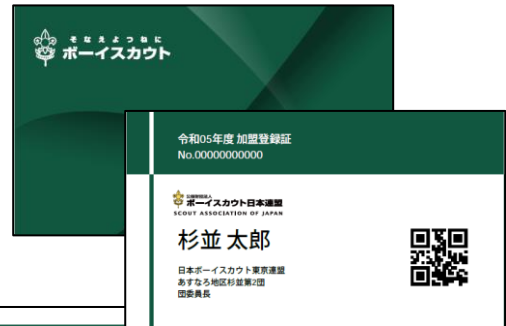 そなえよつねに
ボーイスカウト
令和05年度 加盟登録証
No.00000000000
公益財団法人
ボーイスカウト日本連盟
SCOUT ASSOCIATION OF JAPAN
杉並 太郎
日本ボーイスカウト東京連盟
あすなろ地区杉並第2団
団委員長